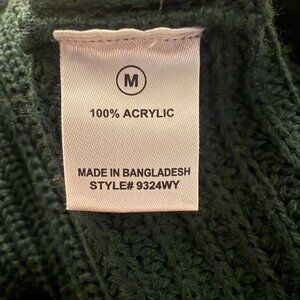 M
100% ACRYLIC
MADE IN BANGLADESH
STYLE# 9324WY